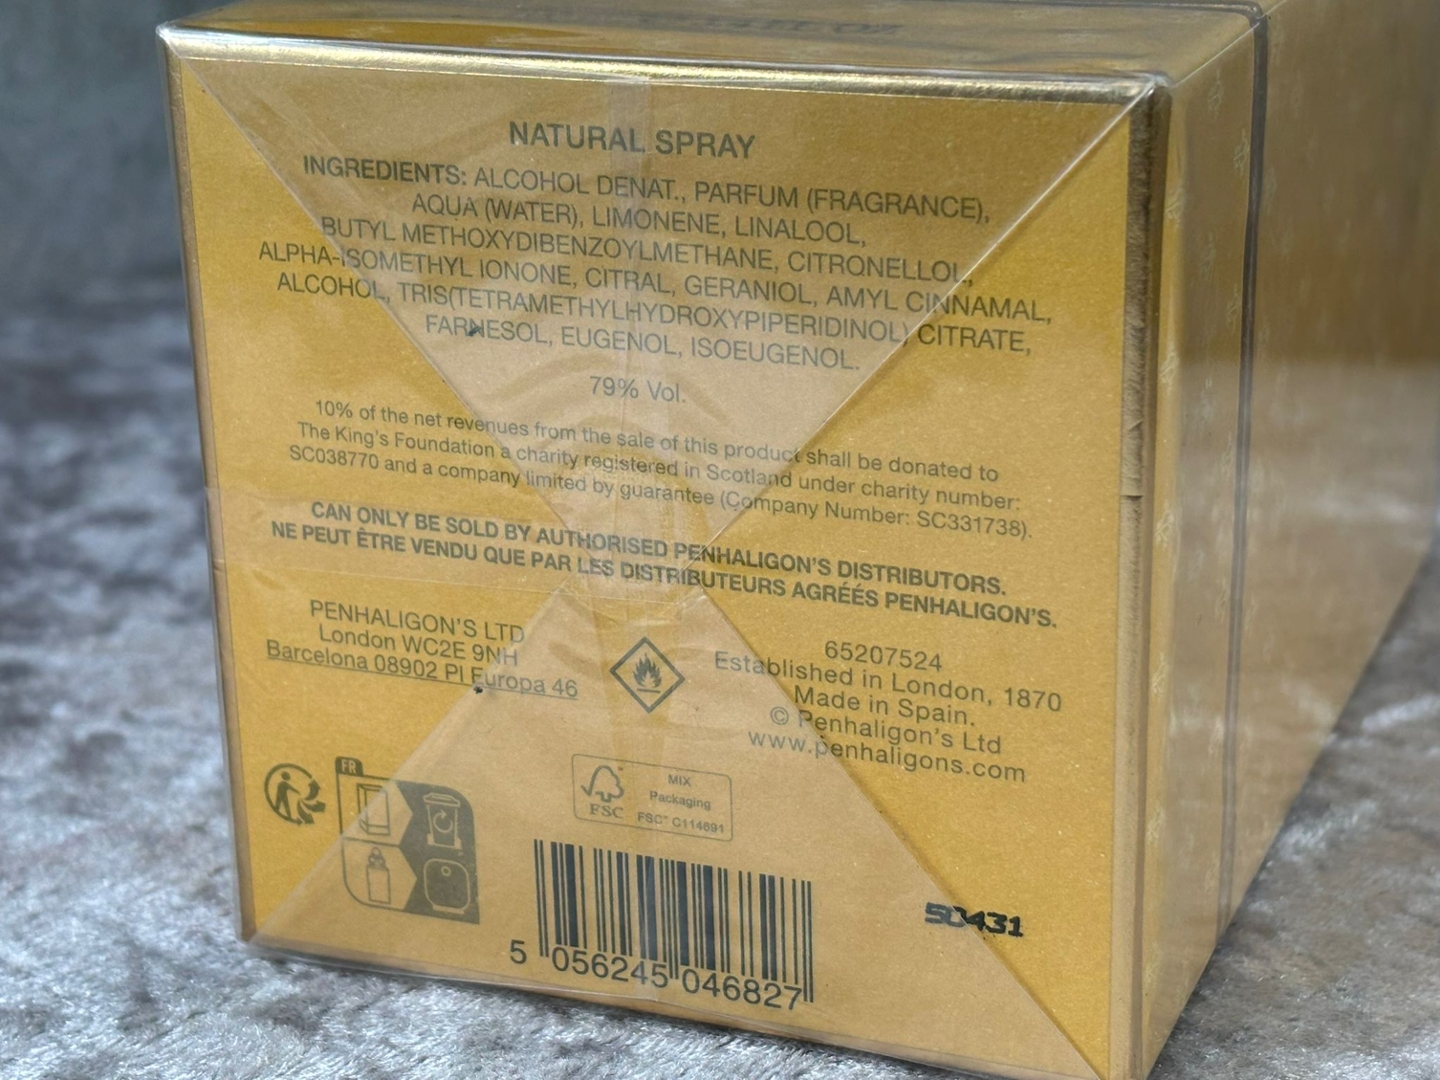 NATURAL SPRAY
INGREDIENTS: ALCOHOL DENAT., PARFUM (FRAGRANCE),
AQUA (WATER), LIMONENE, LINALOOL,
BUTYL METHOXYDIBENZOYLMETHANE, CITRONELLOL,
ALPHA-ISOMETHYL IONONE, CITRAL, GERANIOL, AMYL CINNAMAL,
ALCOHOL, TRIS(TETRAMETHYLHYDROXYPIPERIDINOL) CITRATE,
FARNESOL, EUGENOL, ISOEUGENOL.
79% Vol.
10% of the net revenues from the sale of this product shall be donated to
The King's Foundation a charity registered in Scotland under charity number:
SC038770 and a company limited by guarantee (Company Number: SC331738).
CAN ONLY BE SOLD BY AUTHORISED PENHALIGON'S DISTRIBUTORS.
NE PEUT ÊTRE VENDU QUE PAR LES DISTRIBUTEURS AGRÉÉS PENHALIGON'S.
PENHALIGON'S LTD
London WC2E 9NH
Barcelona 08902 Pl Europa 46
65207524
Established in London, 1870
Made in Spain.
© Penhaligon's Ltd
www.penhaligons.com
FR
FSC
MIX
Packaging
FSC™ C114691
50431
5 056245 046827